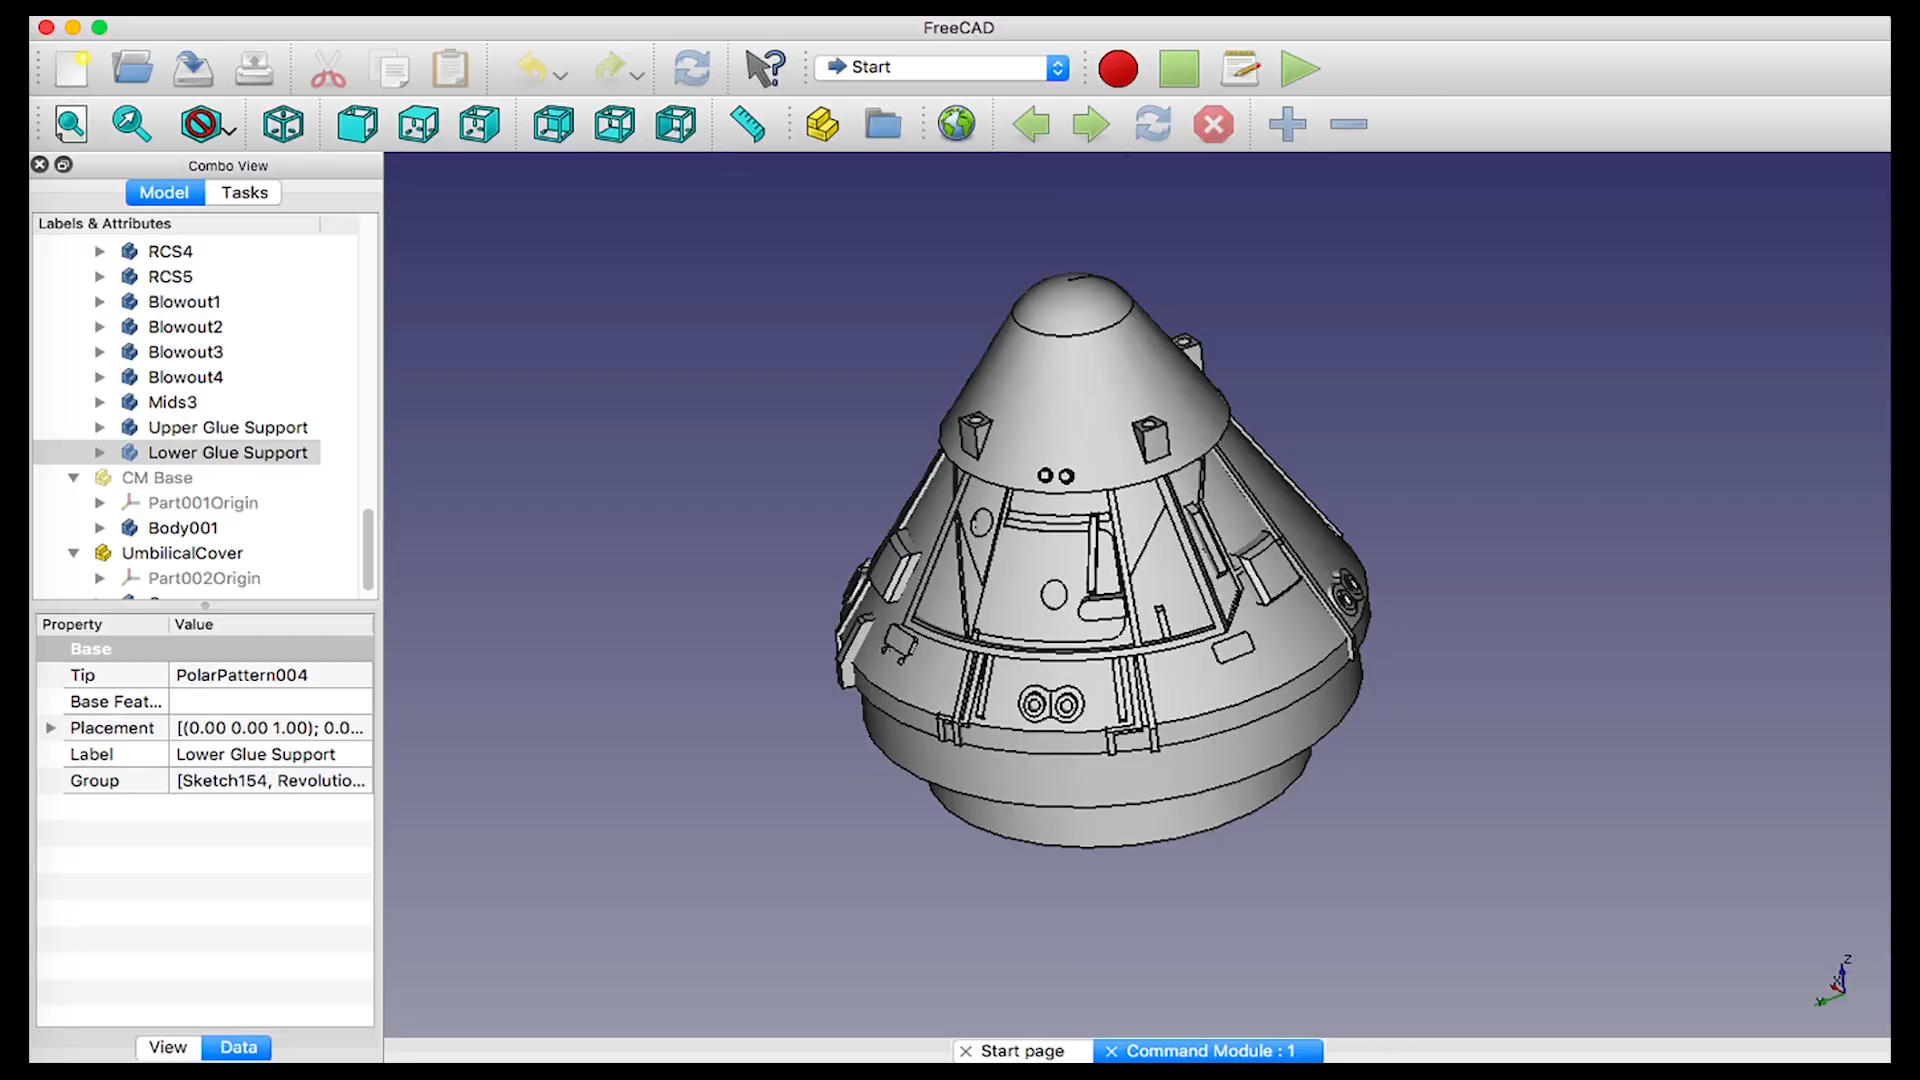 FreeCAD
Start
Combo View
Model
Tasks
Labels & Attributes
RCS4
RCS5
Blowout1
Blowout2
Blowout3
Blowout4
Mids3
Upper Glue Support
Lower Glue Support
CM Base
Part001Origin
Body001
UmbilicalCover
Part002Origin
Property Value
Base
Tip PolarPattern004
Base Feat...
Placement [(0.00 0.00 1.00); 0.0...
Label Lower Glue Support
Group [Sketch154, Revolutio...
View Data
Start page
Command Module : 1
Z
Y